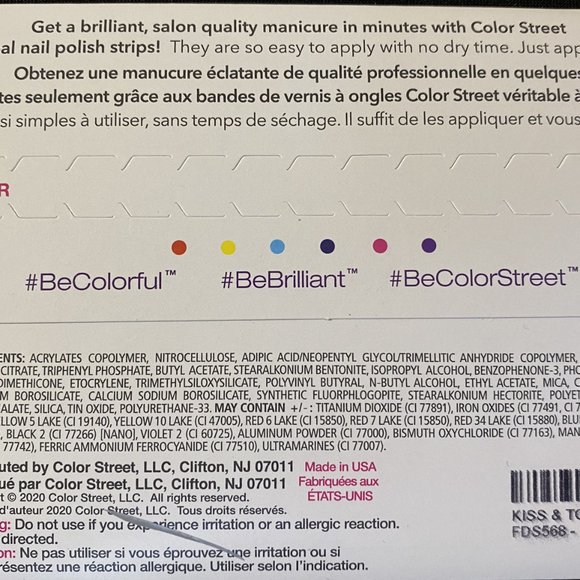 Get a brilliant, salon quality manicure in minutes with Color Street
al nail polish strips! They are so easy to apply with no dry time. Just app
Obtenez une manucure éclatante de qualité professionnelle en quelques
tes seulement grâce aux bandes de vernis à ongles Color Street véritable à
si simples à utiliser, sans temps de séchage. Il suffit de les appliquer et vous
R
#BeColorful™ #BeBrilliant™ #BeColorStreet™
ENTS: ACRYLATES COPOLYMER, NITROCELLULOSE, ADIPIC ACID/NEOPENTYL GLYCOL/TRIMELLITIC ANHYDRIDE COPOLYMER,
CITRATE, TRIPHENYL PHOSPHATE, BUTYL ACETATE, STEARALKONIUM BENTONITE, ISOPROPYL ALCOHOL, BENZOPHENONE-3, PHO
DIMETHICONE, ETOCRYLENE, TRIMETHYLSILOXYSILICATE, POLYVINYL BUTYRAL, N-BUTYL ALCOHOL, ETHYL ACETATE, MICA, C
BOROSILICATE, CALCIUM SODIUM BOROSILICATE, SYNTHETIC FLUORPHLOGOPITE, STEARALKONIUM HECTORITE, POLYET
ALATE, SILICA, TIN OXIDE, POLYURETHANE-33. MAY CONTAIN +/-: TITANIUM DIOXIDE (CI 77891), IRON OXIDES (CI 77491, CI 7
YELLOW 5 LAKE (CI 19140), YELLOW 10 LAKE (CI 47005), RED 6 LAKE (CI 15850), RED 7 LAKE (CI 15850), RED 34 LAKE (CI 15880), B
), BLACK 2 (CI 77266) [NANO], VIOLET 2 (CI 60725), ALUMINUM POWDER (CI 77000), BISMUTH OXYCHLORIDE (CI 77163), MAN
77742), FERRIC AMMONIUM FERROCYANIDE (CI 77510), ULTRAMARINES (CI 77007).
uted by Color Street, LLC, Clifton, NJ 07011 Made in USA
ué par Color Street, LLC, Clifton, NJ 07011 Fabriquées aux
ht © 2020 Color Street, LLC. All rights reserved. ÉTATS-UNIS
d'auteur 2020 Color Street, LLC. Tous droits réservés.
ng: Do not use if you experience irritation or an allergic reaction.
directed.
ion: Ne pas utiliser si vous éprouvez une irritation ou si
présentez une réaction allergique. Utiliser selon l'indication.
KISS & TO
FDS568 -